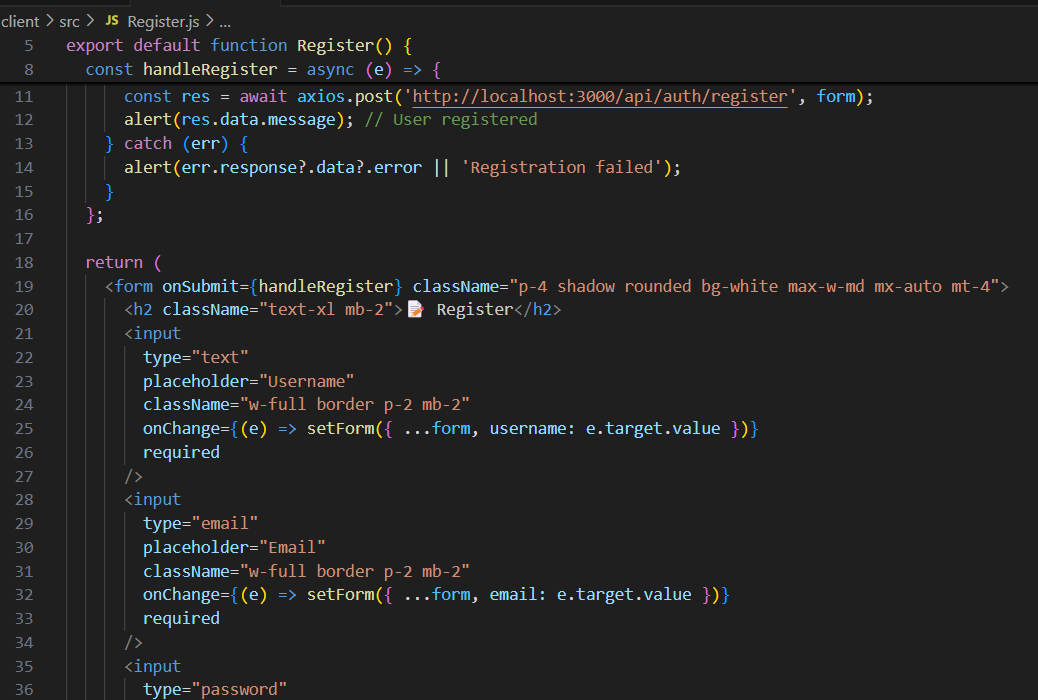 client > src > JS Register.js > ...
5 export default function Register() {
8 const handleRegister = async (e) => {
11 const res = await axios.post('http://localhost:3000/api/auth/register', form);
12 alert(res.data.message); // User registered
13 } catch (err) {
14 alert(err.response?.data?.error || 'Registration failed');
15 }
16 };
17
18 return (
19 <form onSubmit={handleRegister} className="p-4 shadow rounded bg-white max-w-md mx-auto mt-4">
20 <h2 className="text-xl mb-2">📝 Register</h2>
21 <input
22 type="text"
23 placeholder="Username"
24 className="w-full border p-2 mb-2"
25 onChange={(e) => setForm({ ...form, username: e.target.value })}
26 required
27 />
28 <input
29 type="email"
30 placeholder="Email"
31 className="w-full border p-2 mb-2"
32 onChange={(e) => setForm({ ...form, email: e.target.value })}
33 required
34 />
35 <input
36 type="password"